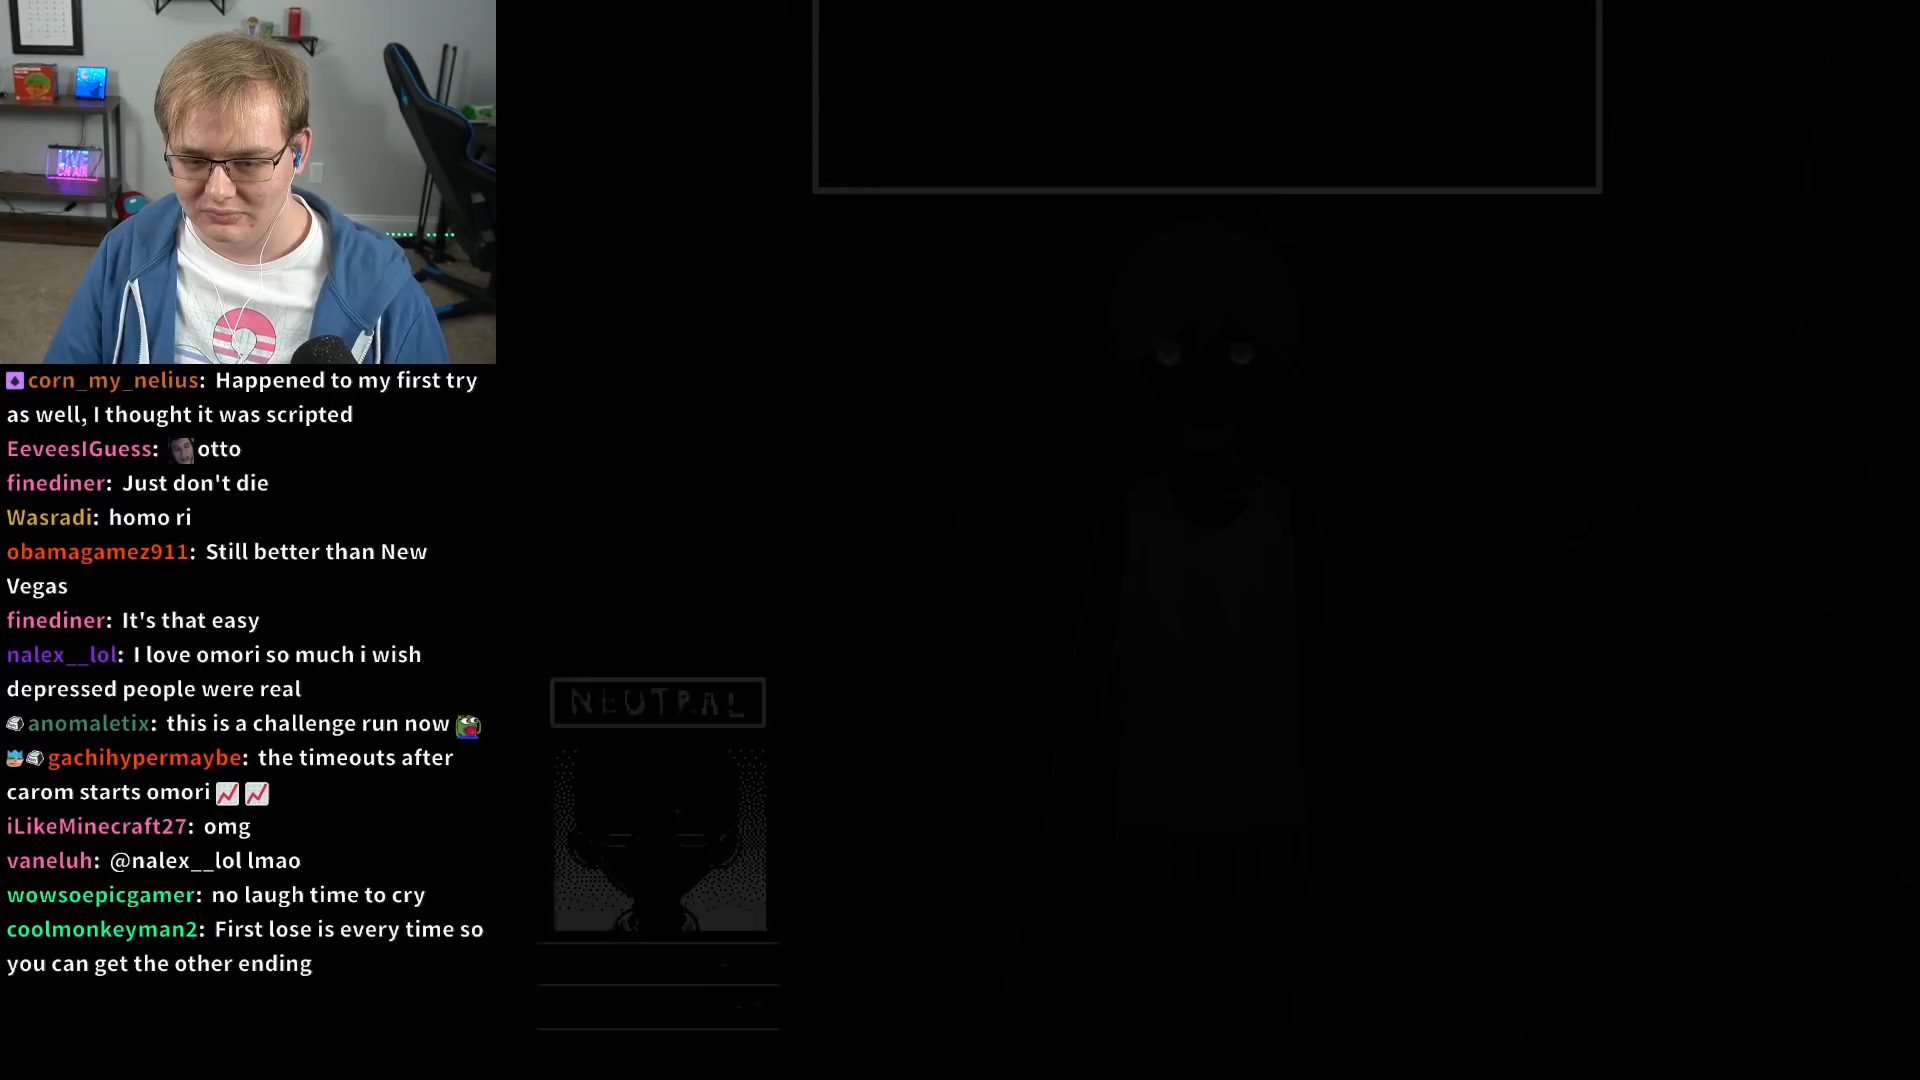 LIVE
ON AIR
corn_my_nelius: Happened to my first try
as well, I thought it was scripted
EeveesIGuess: otto
finediner: Just don't die
Wasradi: homo ri
obamagamez911: Still better than New
Vegas
finediner: It's that easy
nalex__lol: I love omori so much i wish
depressed people were real
anomaletix: this is a challenge run now
gachihypermaybe: the timeouts after
carom starts omori
iLikeMinecraft27: omg
vaneluh: @nalex__lol lmao
wowsoepicgamer: no laugh time to cry
coolmonkeyman2: First lose is every time so
you can get the other ending
NEUTRAL